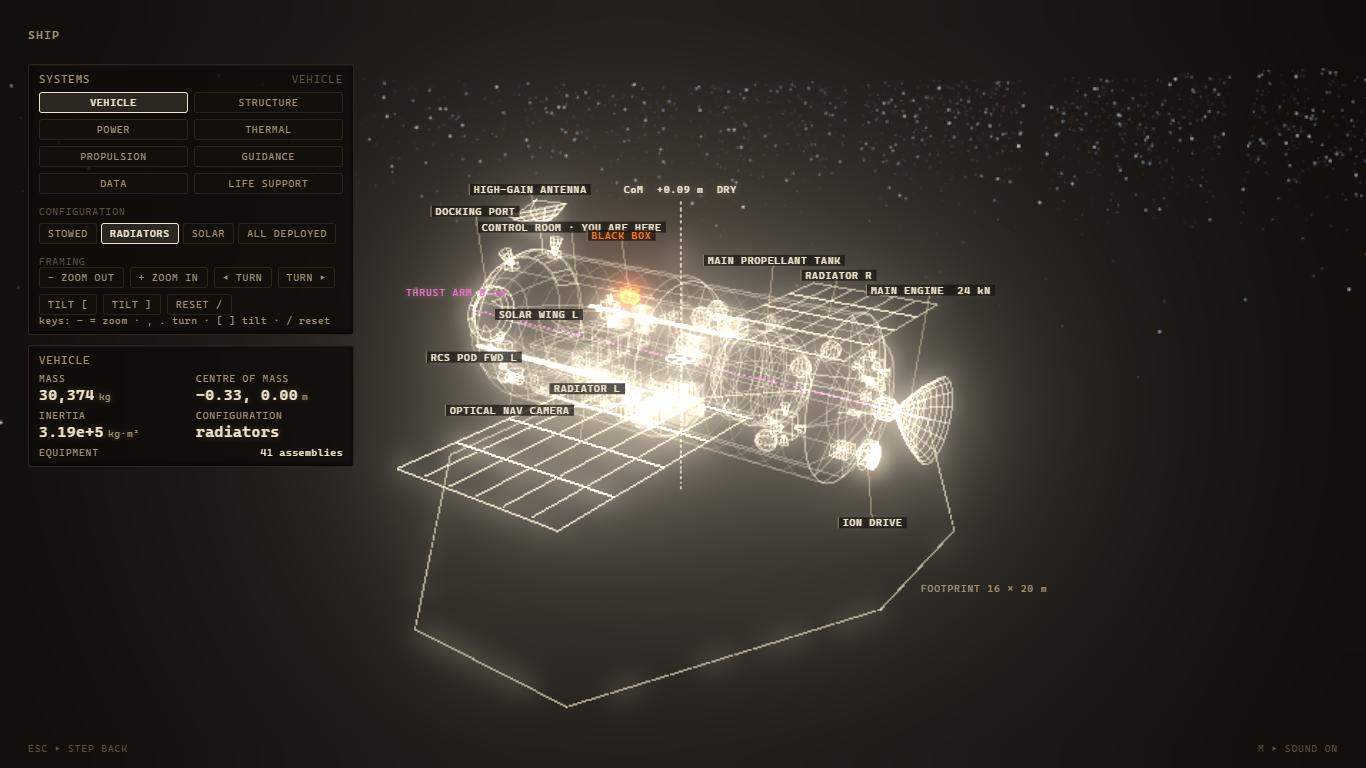 SHIP
SYSTEMS VEHICLE
VEHICLE STRUCTURE
POWER THERMAL
PROPULSION GUIDANCE
DATA LIFE SUPPORT
CONFIGURATION
STOWED RADIATORS SOLAR ALL DEPLOYED
FRAMING
− ZOOM OUT + ZOOM IN ◂ TURN TURN ▸
TILT [ TILT ] RESET /
keys: − = zoom · , . turn · [ ] tilt · / reset
VEHICLE
MASS CENTRE OF MASS
30,374 kg −0.33, 0.00 m
INERTIA CONFIGURATION
3.19e+5 kg·m² radiators
EQUIPMENT 41 assemblies
HIGH−GAIN ANTENNA CoM +0.09 m DRY
DOCKING PORT
CONTROL ROOM · YOU ARE HERE
BLACK BOX
MAIN PROPELLANT TANK
RADIATOR R
MAIN ENGINE 24 kN
THRUST ARM
SOLAR WING L
RCS POD FWD L
RADIATOR L
OPTICAL NAV CAMERA
ION DRIVE
FOOTPRINT 16 × 20 m
ESC ▸ STEP BACK M ▸ SOUND ON